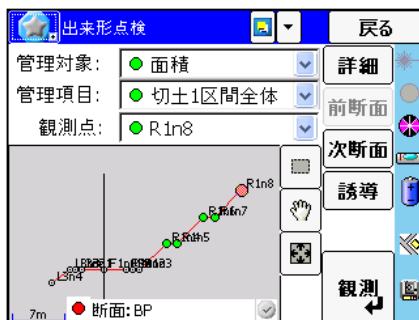 出来形点検
戻る
管理対象: 面積
詳細
管理項目: 切土1区間全体
前断面
観測点: R1n8
次断面
誘導
R1n8
L3n4
7m
断面:BP
観測